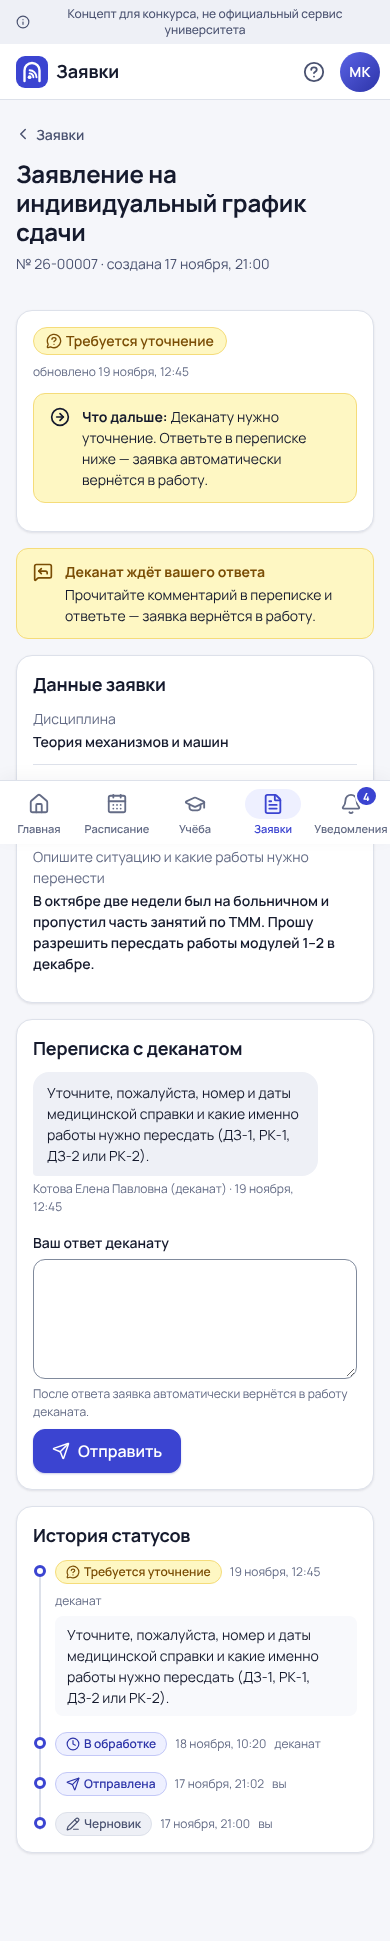 Концепт для конкурса, не официальный сервис
университета
Заявки
МК
Заявки
Заявление на
индивидуальный график
сдачи
№ 26-00007 · создана 17 ноября, 21:00
Требуется уточнение
обновлено 19 ноября, 12:45
Что дальше: Деканату нужно
уточнение. Ответьте в переписке
ниже — заявка автоматически
вернётся в работу.
Деканат ждёт вашего ответа
Прочитайте комментарий в переписке и
ответьте — заявка вернётся в работу.
Данные заявки
Дисциплина
Теория механизмов и машин
4
Главная
Расписание
Учёба
Заявки
Уведомления
Опишите ситуацию и какие работы нужно
перенести
В октябре две недели был на больничном и
пропустил часть занятий по ТММ. Прошу
разрешить пересдать работы модулей 1–2 в
декабре.
Переписка с деканатом
Уточните, пожалуйста, номер и даты
медицинской справки и какие именно
работы нужно пересдать (ДЗ-1, РК-1,
ДЗ-2 или РК-2).
Котова Елена Павловна (деканат) · 19 ноября,
12:45
Ваш ответ деканату
После ответа заявка автоматически вернётся в работу
деканата.
Отправить
История статусов
Требуется уточнение 19 ноября, 12:45
деканат
Уточните, пожалуйста, номер и даты
медицинской справки и какие именно
работы нужно пересдать (ДЗ-1, РК-1,
ДЗ-2 или РК-2).
В обработке 18 ноября, 10:20 деканат
Отправлена 17 ноября, 21:02 вы
Черновик 17 ноября, 21:00 вы